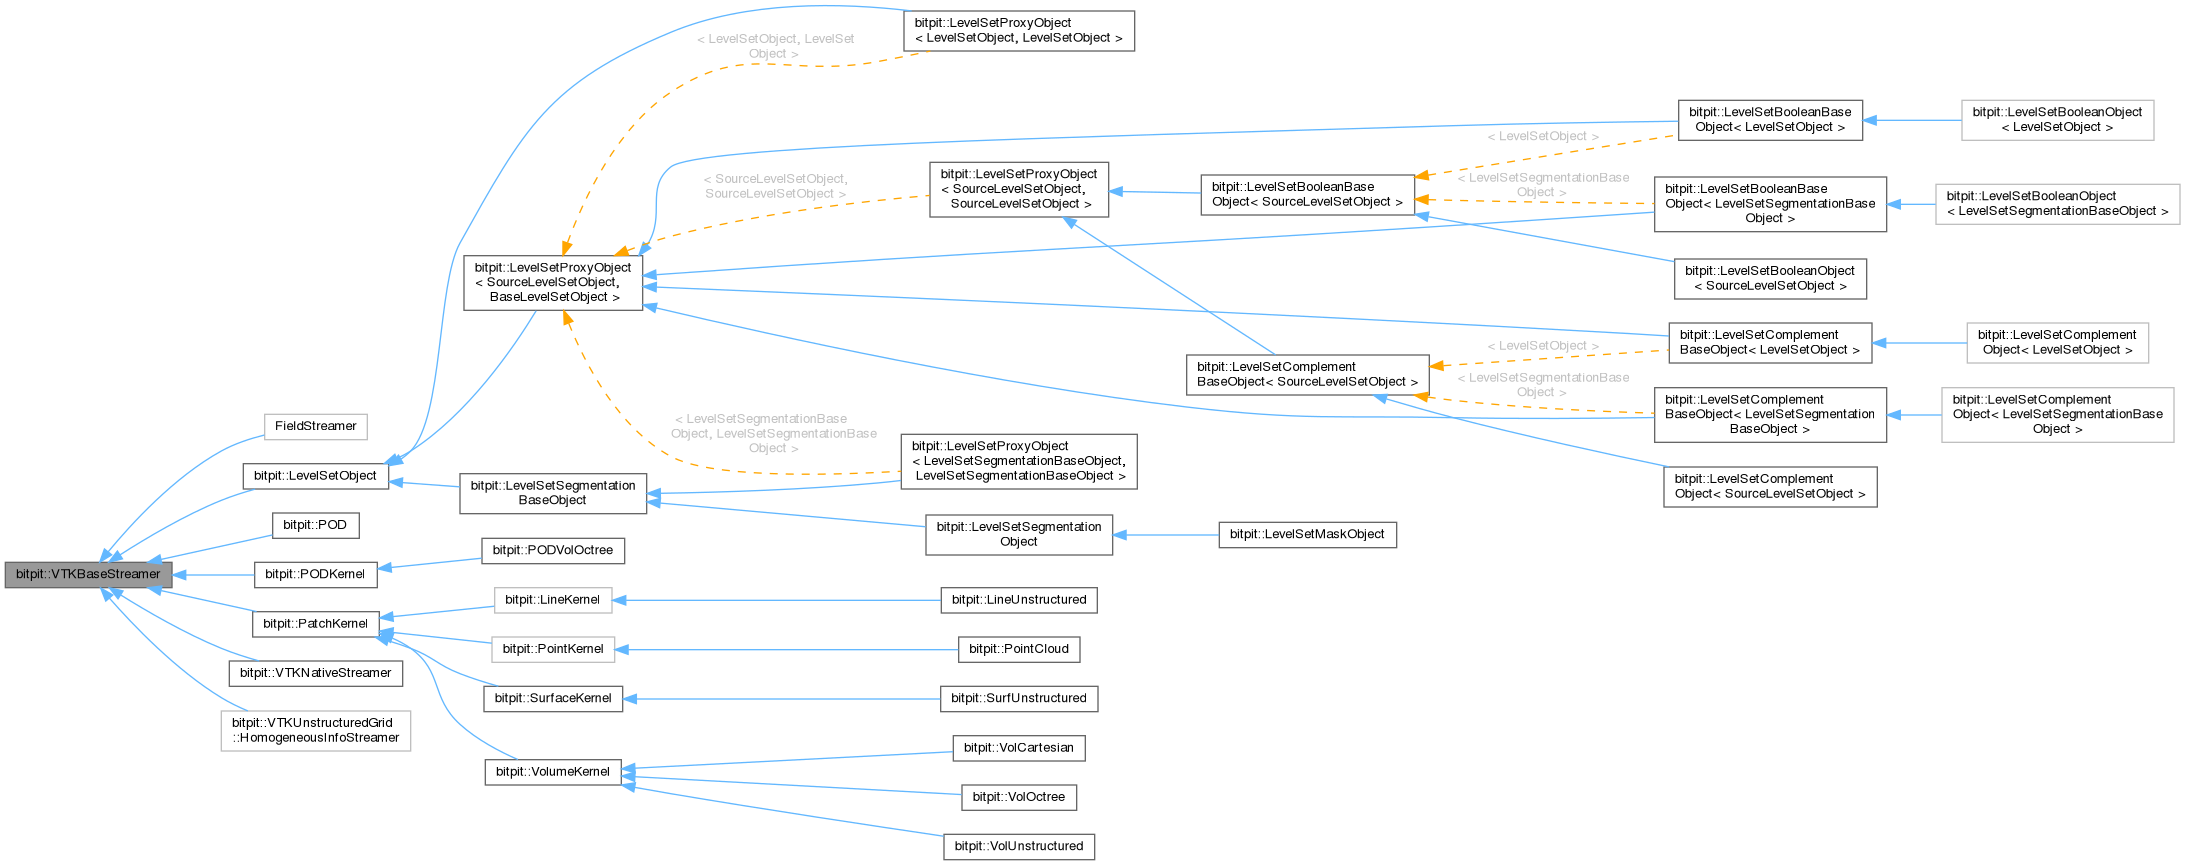 bitpit::LevelSetProxyObject
< LevelSetObject, LevelSetObject >
< LevelSetObject, LevelSet
Object >
bitpit::LevelSetBooleanBase
Object< LevelSetObject >
bitpit::LevelSetBooleanObject
< LevelSetObject >
< LevelSetObject >
bitpit::LevelSetProxyObject
< SourceLevelSetObject,
SourceLevelSetObject >
< SourceLevelSetObject,
SourceLevelSetObject >
bitpit::LevelSetBooleanBase
Object< SourceLevelSetObject >
< LevelSetSegmentationBase
Object >
bitpit::LevelSetBooleanBase
Object< LevelSetSegmentationBase
Object >
bitpit::LevelSetBooleanObject
< LevelSetSegmentationBaseObject >
bitpit::LevelSetProxyObject
< SourceLevelSetObject,
BaseLevelSetObject >
bitpit::LevelSetBooleanObject
< SourceLevelSetObject >
bitpit::LevelSetComplement
BaseObject< LevelSetObject >
bitpit::LevelSetComplement
Object< LevelSetObject >
< LevelSetObject >
bitpit::LevelSetComplement
BaseObject< SourceLevelSetObject >
< LevelSetSegmentationBase
Object >
bitpit::LevelSetComplement
BaseObject< LevelSetSegmentation
BaseObject >
bitpit::LevelSetComplement
Object< LevelSetSegmentationBase
Object >
FieldStreamer
< LevelSetSegmentationBase
Object, LevelSetSegmentationBase
Object >
bitpit::LevelSetProxyObject
< LevelSetSegmentationBaseObject,
LevelSetSegmentationBaseObject >
bitpit::LevelSetComplement
Object< SourceLevelSetObject >
bitpit::LevelSetObject
bitpit::LevelSetSegmentation
BaseObject
bitpit::POD
bitpit::LevelSetSegmentation
Object
bitpit::LevelSetMaskObject
bitpit::PODVolOctree
bitpit::VTKBaseStreamer
bitpit::PODKernel
bitpit::LineKernel
bitpit::LineUnstructured
bitpit::PatchKernel
bitpit::PointKernel
bitpit::PointCloud
bitpit::VTKNativeStreamer
bitpit::SurfaceKernel
bitpit::SurfUnstructured
bitpit::VTKUnstructuredGrid
::HomogeneousInfoStreamer
bitpit::VolCartesian
bitpit::VolumeKernel
bitpit::VolOctree
bitpit::VolUnstructured